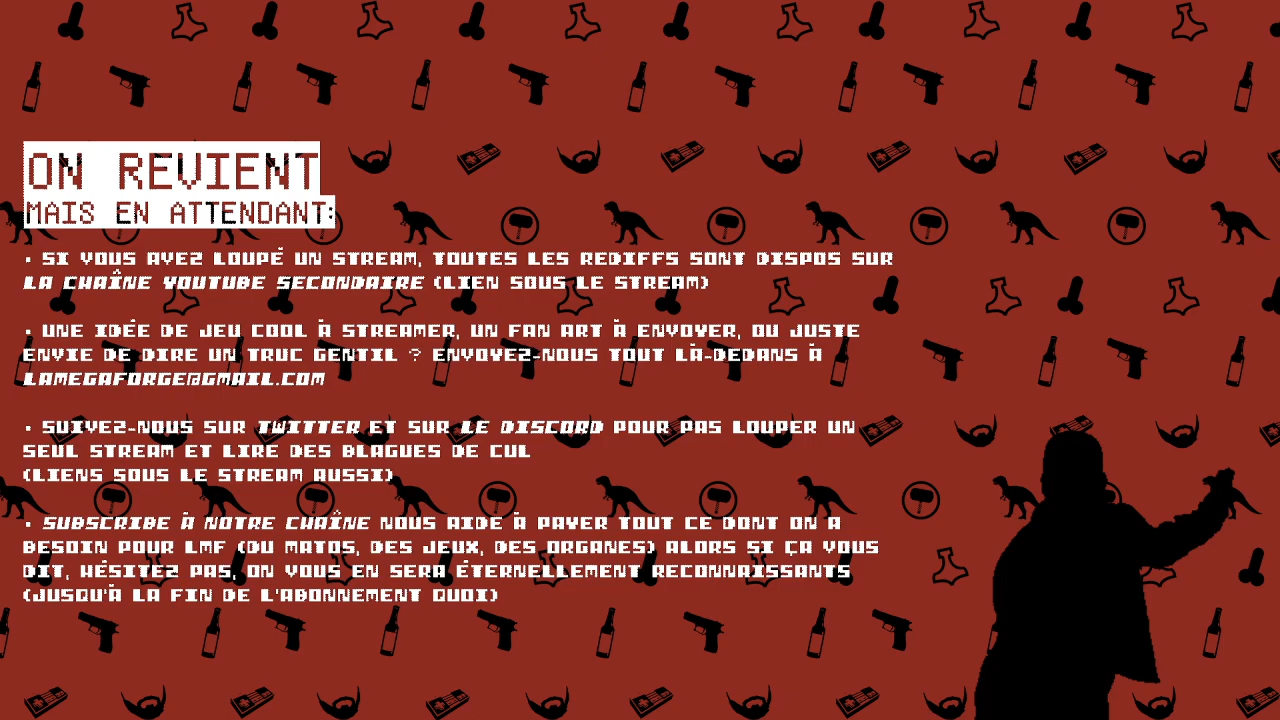 ON REVIENT
MAIS EN ATTENDANT:
• SI VOUS AVEZ LOUPÉ UN STREAM, TOUTES LES REDIFFS SONT DISPOS SUR
LA CHAÎNE YOUTUBE SECONDAIRE (LIEN SOUS LE STREAM)
• UNE IDÉE DE JEU COOL À STREAMER, UN FAN ART À ENVOYER, OU JUSTE
ENVIE DE DIRE UN TRUC GENTIL ? ENVOYEZ-NOUS TOUT LÀ-DEDANS À
LAMEGAFORGE@GMAIL.COM
• SUIVEZ-NOUS SUR TWITTER ET SUR LE DISCORD POUR PAS LOUPER UN
SEUL STREAM ET LIRE DES BLAGUES DE CUL
(LIENS SOUS LE STREAM AUSSI)
• SUBSCRIBE À NOTRE CHAÎNE NOUS AIDE À PAYER TOUT CE DONT ON A
BESOIN POUR LMF (DU MATOS, DES JEUX, DES ORGANES) ALORS SI ÇA VOUS
DIT, HÉSITEZ PAS, ON VOUS EN SERA ÉTERNELLEMENT RECONNAISSANTS
(JUSQU'À LA FIN DE L'ABONNEMENT QUOI)